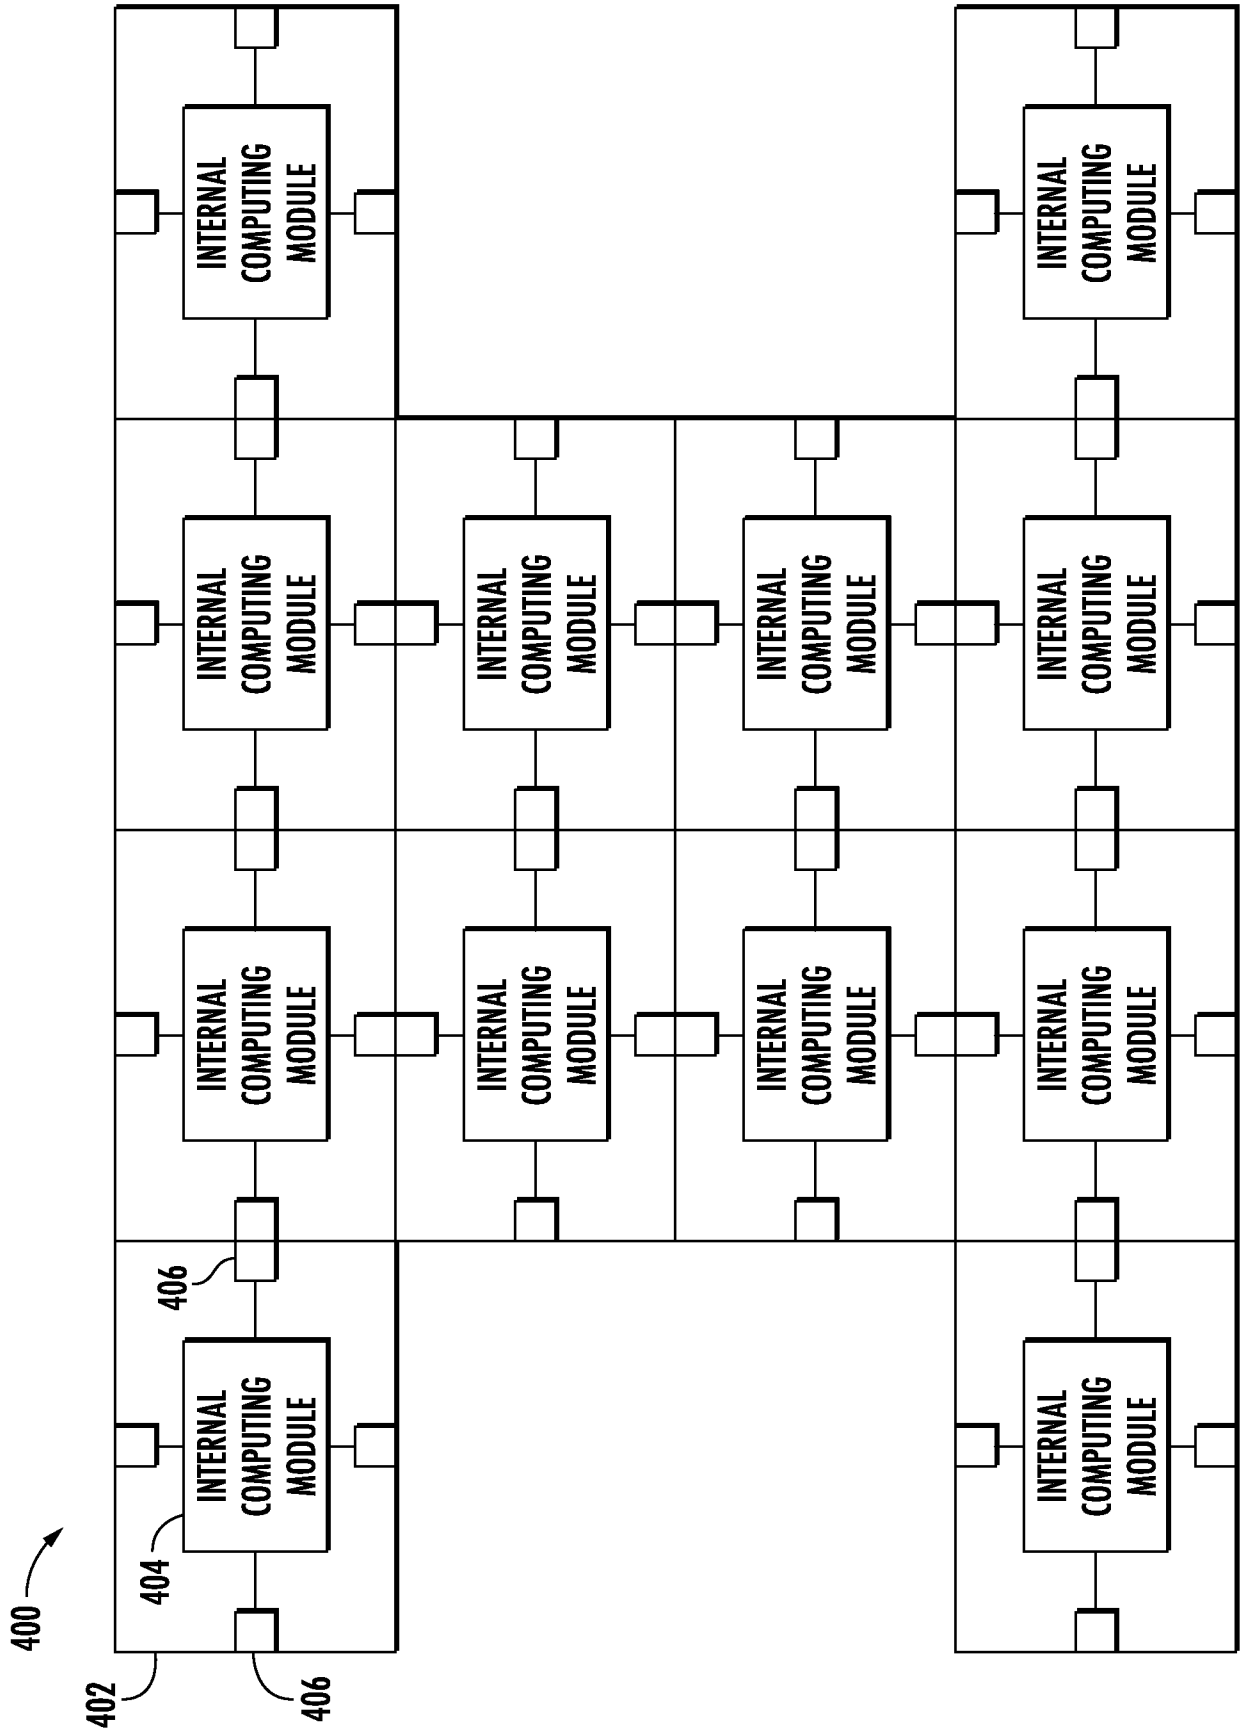 400
402
404
406
406
INTERNAL
COMPUTING
MODULE
INTERNAL
COMPUTING
MODULE
INTERNAL
COMPUTING
MODULE
INTERNAL
COMPUTING
MODULE
INTERNAL
COMPUTING
MODULE
INTERNAL
COMPUTING
MODULE
INTERNAL
COMPUTING
MODULE
INTERNAL
COMPUTING
MODULE
INTERNAL
COMPUTING
MODULE
INTERNAL
COMPUTING
MODULE
INTERNAL
COMPUTING
MODULE
INTERNAL
COMPUTING
MODULE